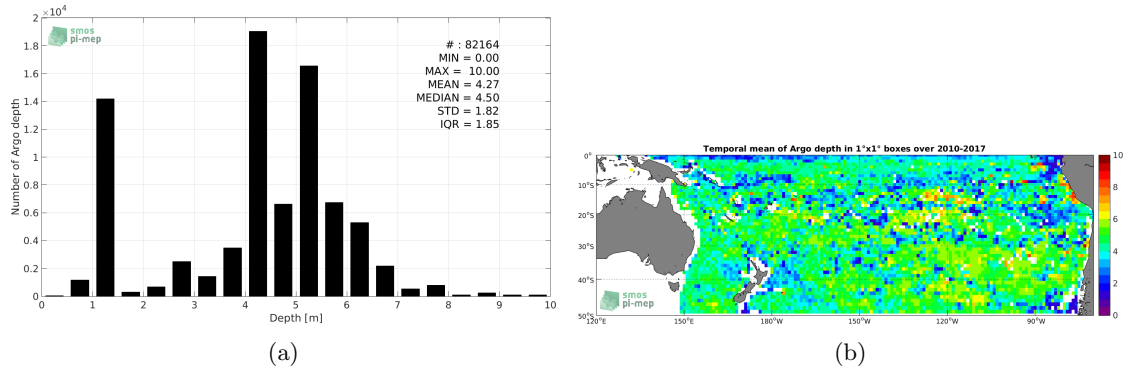 2 ×10⁴
1.8
1.6
1.4
1.2
1
0.8
0.6
0.4
0.2
0
Number of Argo depth
smos
pi-mep
# : 82164
MIN = 0.00
MAX = 10.00
MEAN = 4.27
MEDIAN = 4.50
STD = 1.82
IQR = 1.85
0 1 2 3 4 5 6 7 8 9 10
Depth [m]
(a)
Temporal mean of Argo depth in 1°x1° boxes over 2010-2017
0°
10°S
20°S
30°S
40°S
50°S
smos
pi-mep
120°E 150°E 180°W 150°W 120°W 90°W
10
8
6
4
2
0
(b)